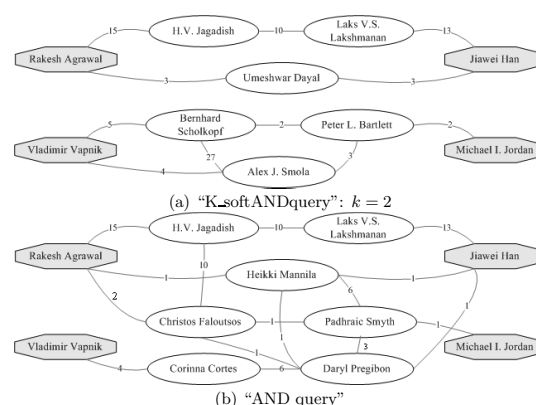 15
H.V. Jagadish
10
Laks V.S.
Lakshmanan
13
Rakesh Agrawal
Jiawei Han
3
Umeshwar Dayal
3
Bernhard
Scholkopf
2
Peter L. Bartlett
5
2
Vladimir Vapnik
Michael I. Jordan
27
3
4
Alex J. Smola
(a) “K_softANDquery”: k = 2
15
H.V. Jagadish
10
Laks V.S.
Lakshmanan
13
Rakesh Agrawal
Jiawei Han
1
Heikki Mannila
1
10
6
2
1
Christos Faloutsos
1
Padhraic Smyth
1
1
Vladimir Vapnik
1
3
Michael I. Jordan
4
Corinna Cortes
6
Daryl Pregibon
(b) “AND query”